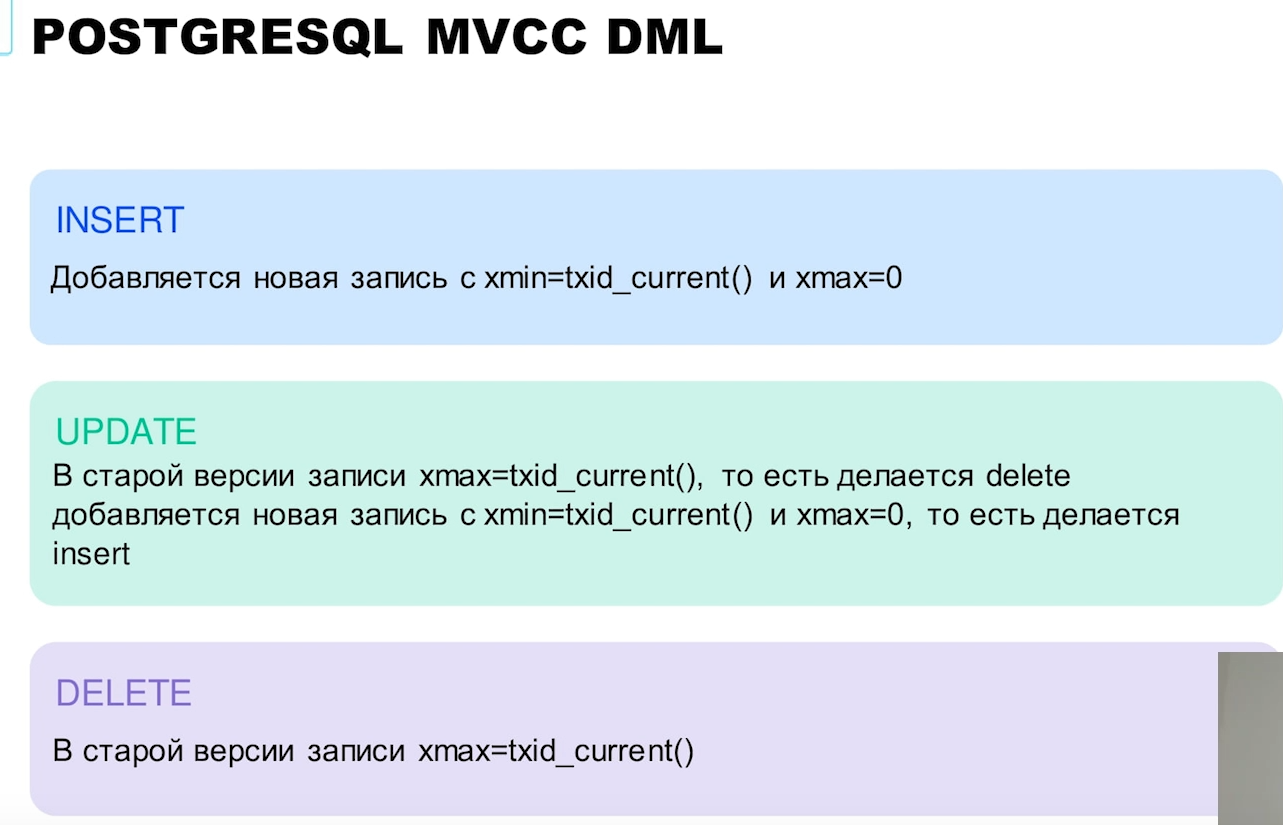 POSTGRESQL MVCC DML
INSERT
Добавляется новая запись с xmin=txid_current() и xmax=0
UPDATE
В старой версии записи xmax=txid_current(), то есть делается delete
добавляется новая запись с xmin=txid_current() и xmax=0, то есть делается
insert
DELETE
В старой версии записи xmax=txid_current()